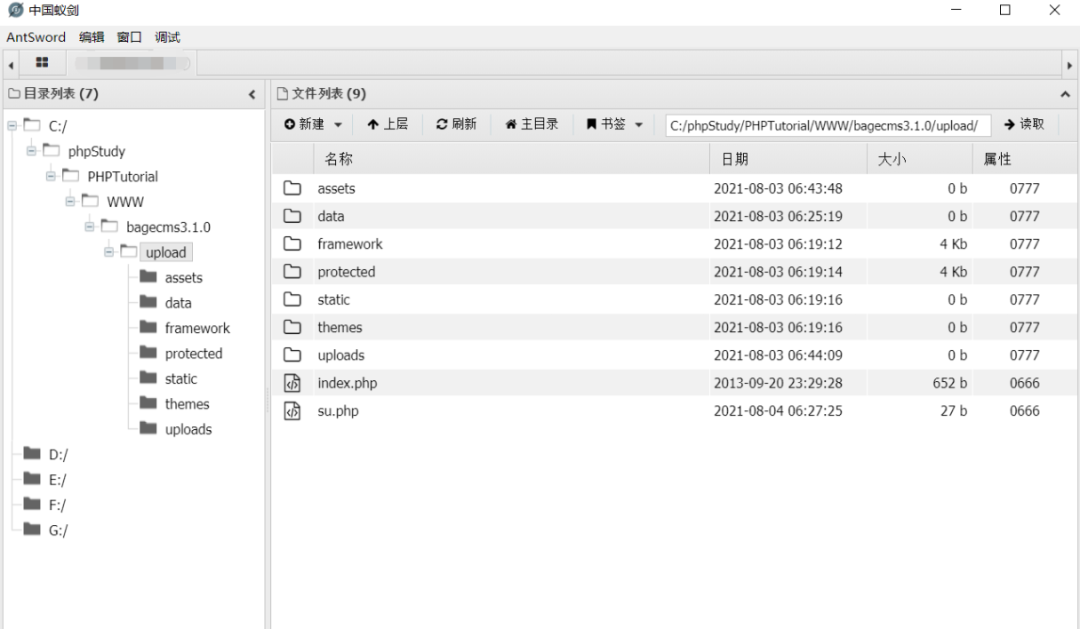 中国蚁剑
AntSword 编辑 窗口 调试
目录列表 (7)
C:/
phpStudy
PHPTutorial
WWW
bagecms3.1.0
upload
assets
data
framework
protected
static
themes
uploads
D:/
E:/
F:/
G:/
文件列表 (9)
新建 上层 刷新 主目录 书签 C:/phpStudy/PHPTutorial/WWW/bagecms3.1.0/upload/ 读取
名称 日期 大小 属性
assets 2021-08-03 06:43:48 0 b 0777
data 2021-08-03 06:25:19 0 b 0777
framework 2021-08-03 06:19:12 4 Kb 0777
protected 2021-08-03 06:19:14 4 Kb 0777
static 2021-08-03 06:19:16 0 b 0777
themes 2021-08-03 06:19:16 0 b 0777
uploads 2021-08-03 06:44:09 0 b 0777
index.php 2013-09-20 23:29:28 652 b 0666
su.php 2021-08-04 06:27:25 27 b 0666